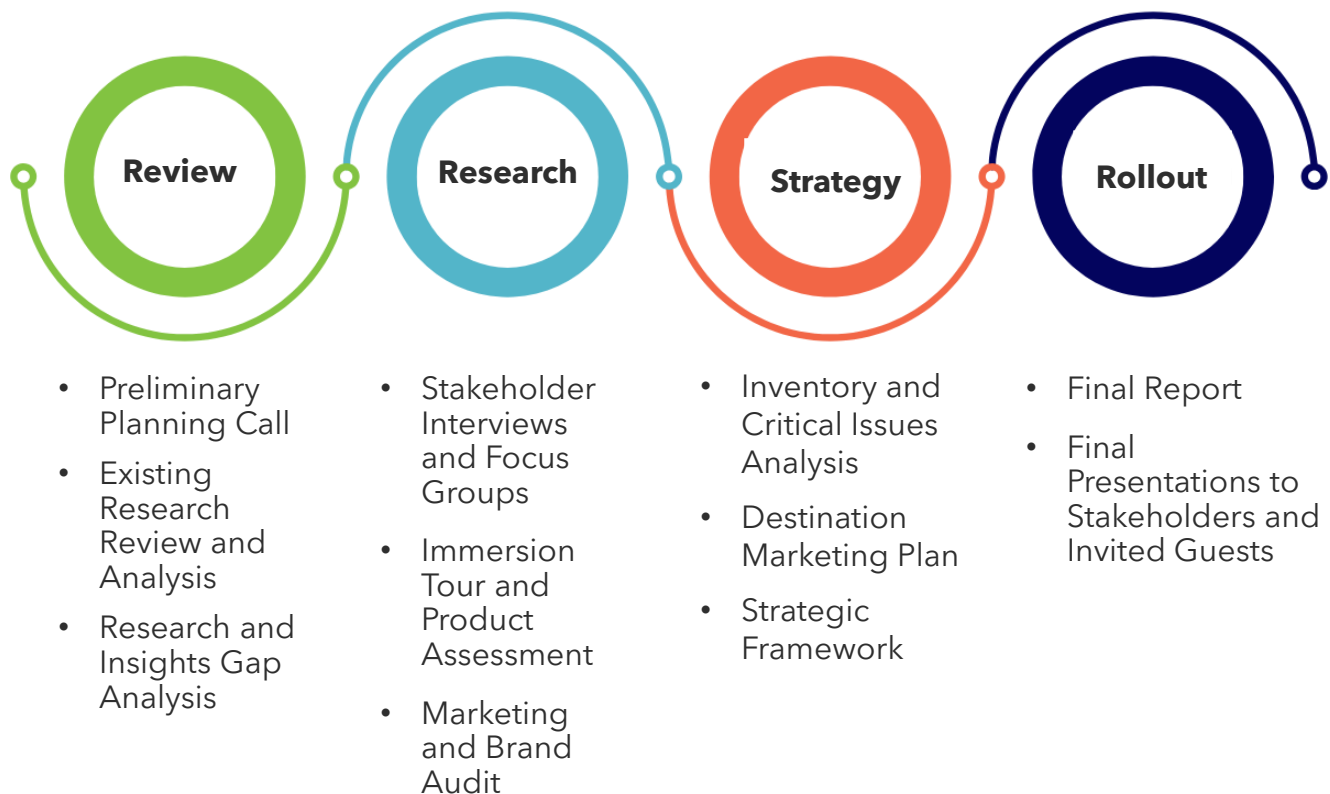 Review
Research
Strategy
Rollout
• Preliminary
Planning Call
• Existing
Research
Review and
Analysis
• Research and
Insights Gap
Analysis
• Stakeholder
Interviews
and Focus
Groups
• Immersion
Tour and
Product
Assessment
• Marketing
and Brand
Audit
• Inventory and
Critical Issues
Analysis
• Destination
Marketing Plan
• Strategic
Framework
• Final Report
• Final
Presentations to
Stakeholders and
Invited Guests